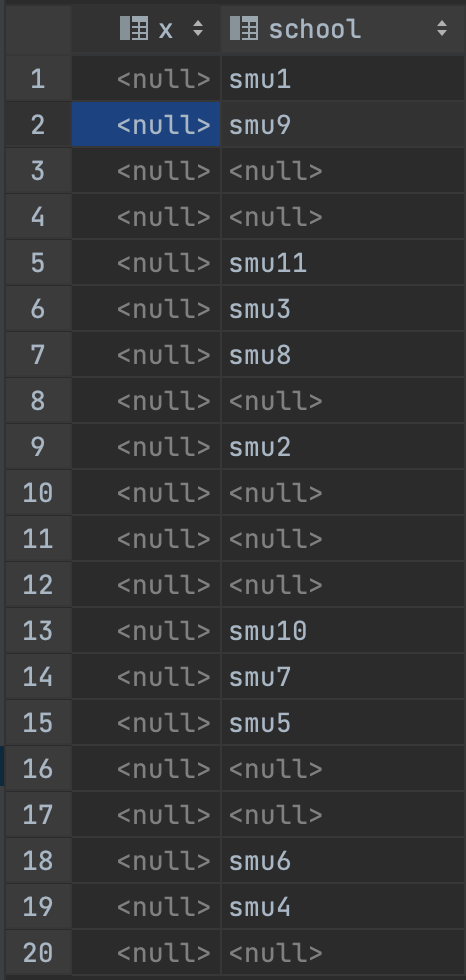 x school
1 <null> smu1
2 <null> smu9
3 <null> <null>
4 <null> <null>
5 <null> smu11
6 <null> smu3
7 <null> smu8
8 <null> <null>
9 <null> smu2
10 <null> <null>
11 <null> <null>
12 <null> <null>
13 <null> smu10
14 <null> smu7
15 <null> smu5
16 <null> <null>
17 <null> <null>
18 <null> smu6
19 <null> smu4
20 <null> <null>